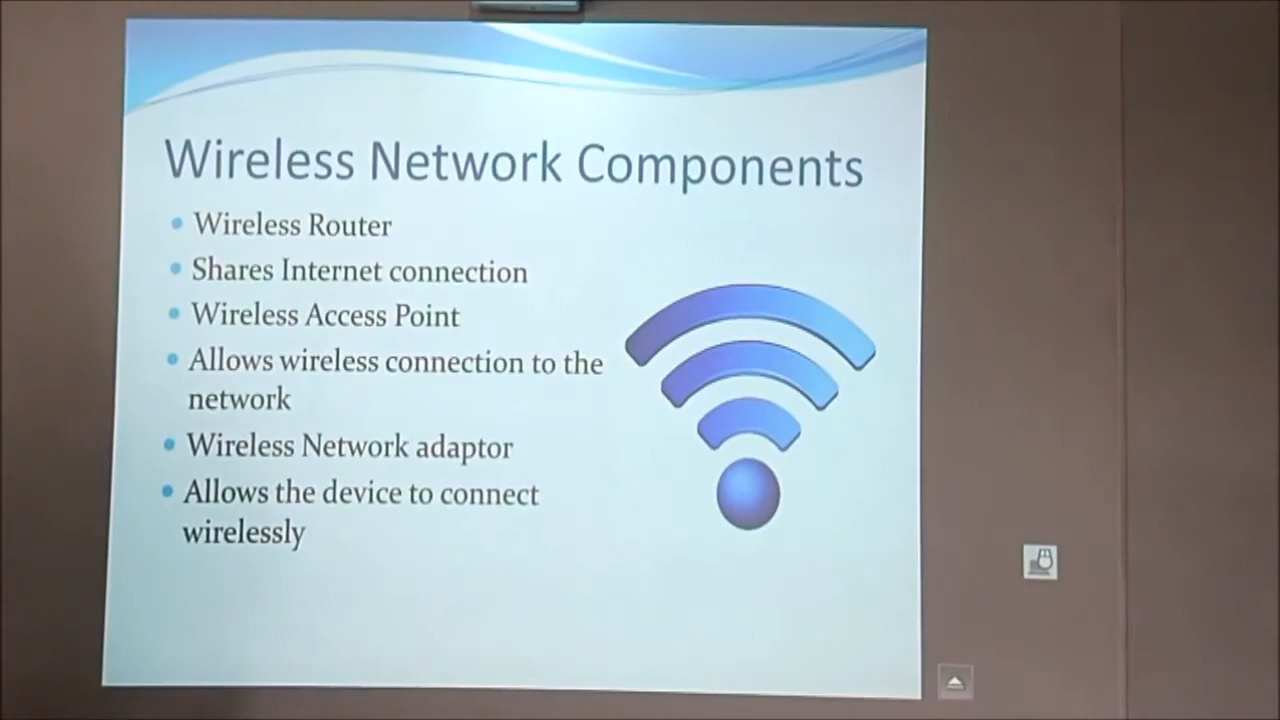 Wireless Network Components
Wireless Router
Shares Internet connection
Wireless Access Point
Allows wireless connection to the
network
Wireless Network adaptor
Allows the device to connect
wirelessly